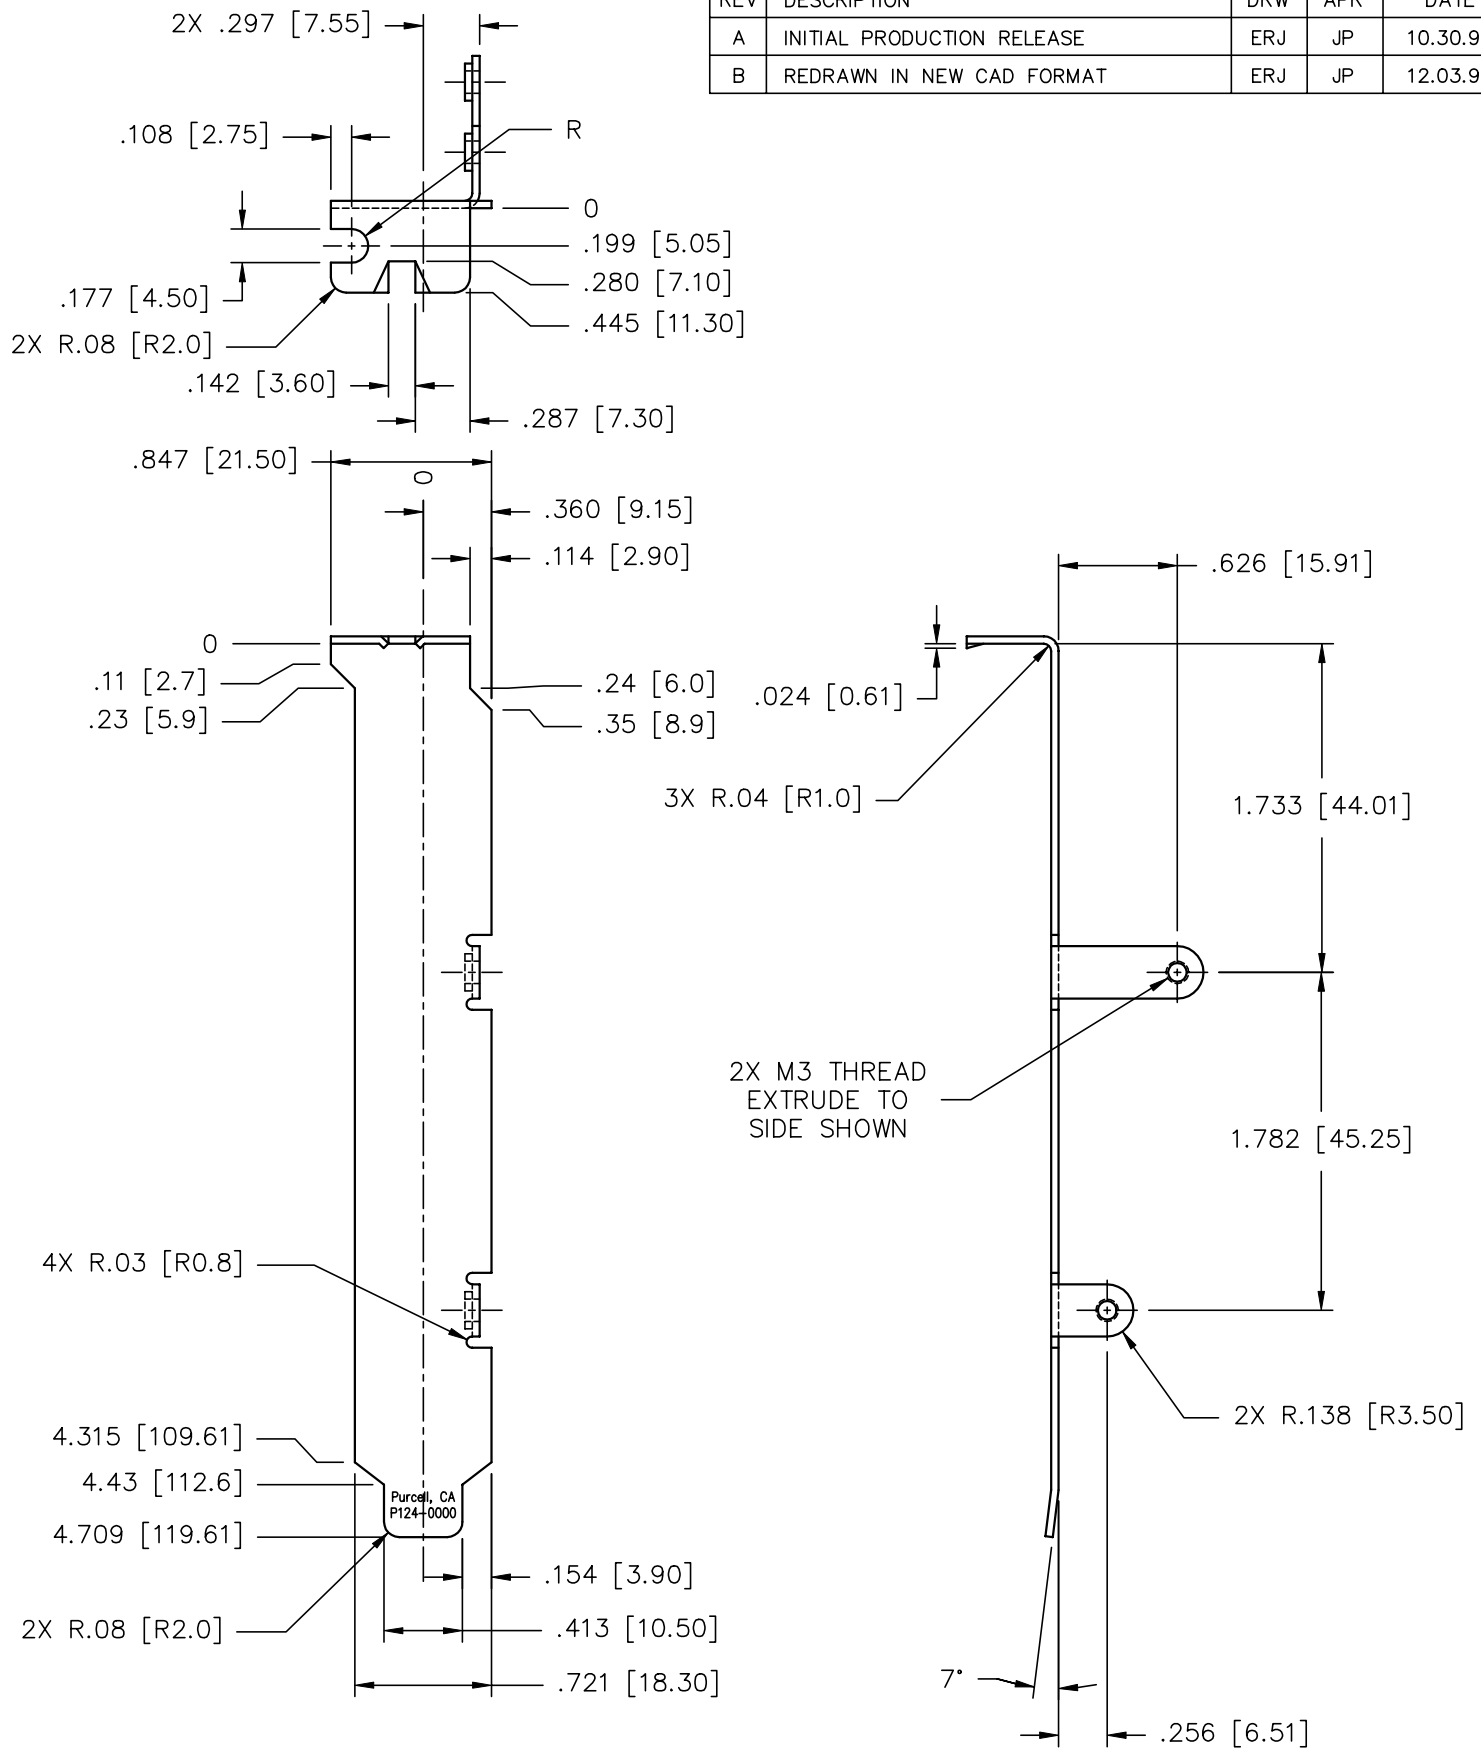 REV DESCRIPTION DRW APR DATE
A INITIAL PRODUCTION RELEASE ERJ JP 10.30.9
B REDRAWN IN NEW CAD FORMAT ERJ JP 12.03.9
2X .297 [7.55]
.108 [2.75]
R
0
.199 [5.05]
.280 [7.10]
.445 [11.30]
.177 [4.50]
2X R.08 [R2.0]
.142 [3.60]
.287 [7.30]
.847 [21.50]
0
.360 [9.15]
.114 [2.90]
0
.11 [2.7]
.23 [5.9]
.24 [6.0]
.35 [8.9]
4X R.03 [R0.8]
4.315 [109.61]
4.43 [112.6]
4.709 [119.61]
Purcell, CA
P124-0000
2X R.08 [R2.0]
.154 [3.90]
.413 [10.50]
.721 [18.30]
.626 [15.91]
.024 [0.61]
3X R.04 [R1.0]
1.733 [44.01]
2X M3 THREAD
EXTRUDE TO
SIDE SHOWN
1.782 [45.25]
2X R.138 [R3.50]
7°
.256 [6.51]